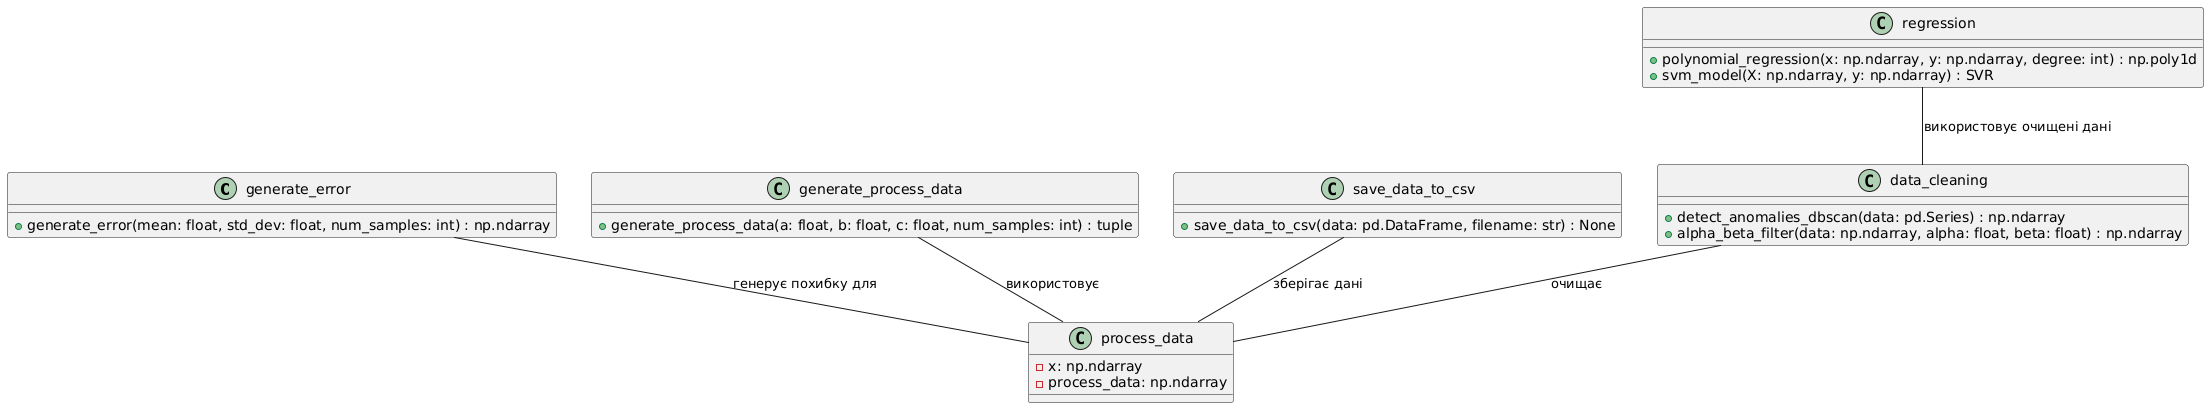 C regression
polynomial_regression(x: np.ndarray, y: np.ndarray, degree: int) : np.poly1d
svm_model(X: np.ndarray, y: np.ndarray) : SVR
використовує очищені дані
C generate_error
generate_error(mean: float, std_dev: float, num_samples: int) : np.ndarray
C generate_process_data
generate_process_data(a: float, b: float, c: float, num_samples: int) : tuple
C save_data_to_csv
save_data_to_csv(data: pd.DataFrame, filename: str) : None
C data_cleaning
detect_anomalies_dbscan(data: pd.Series) : np.ndarray
alpha_beta_filter(data: np.ndarray, alpha: float, beta: float) : np.ndarray
генерує похибку для
використовує
зберігає дані
очищає
C process_data
x: np.ndarray
process_data: np.ndarray